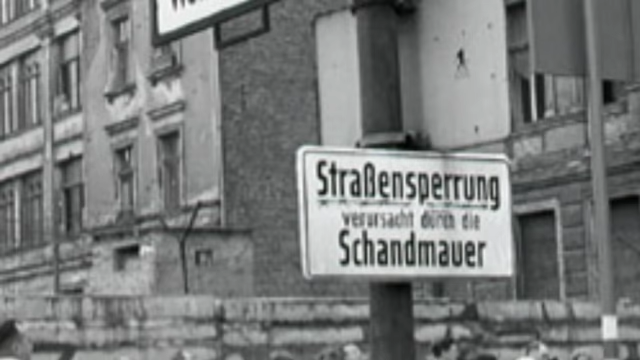 Straßensperrung
verursacht durch die
Schandmauer